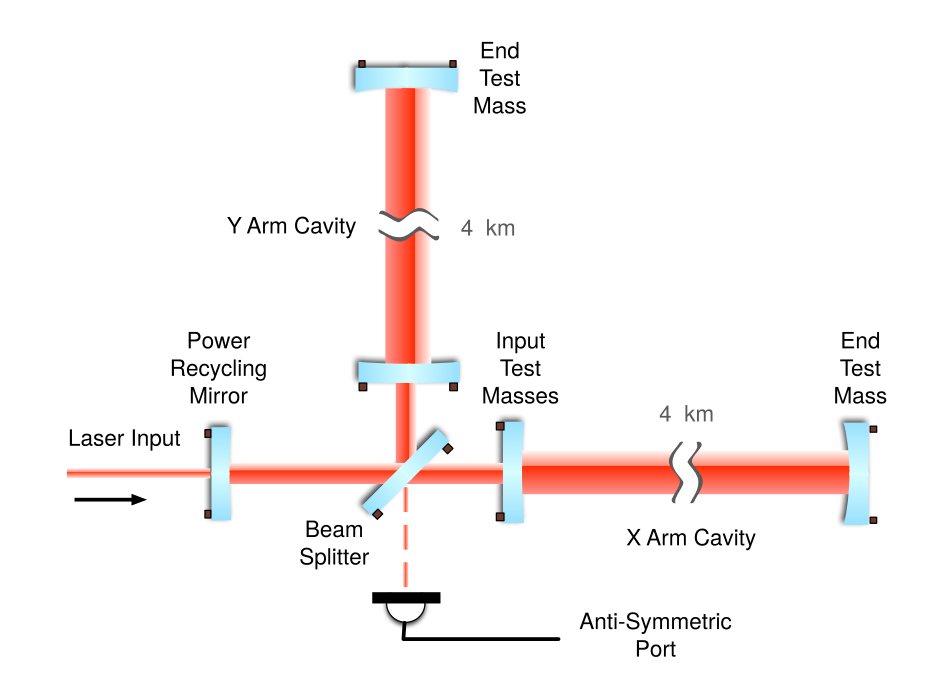 End
Test
Mass
Y Arm Cavity
4 km
Power
Recycling
Mirror
Input
Test
Masses
End
Test
Mass
4 km
Laser Input
Beam
Splitter
X Arm Cavity
Anti-Symmetric
Port